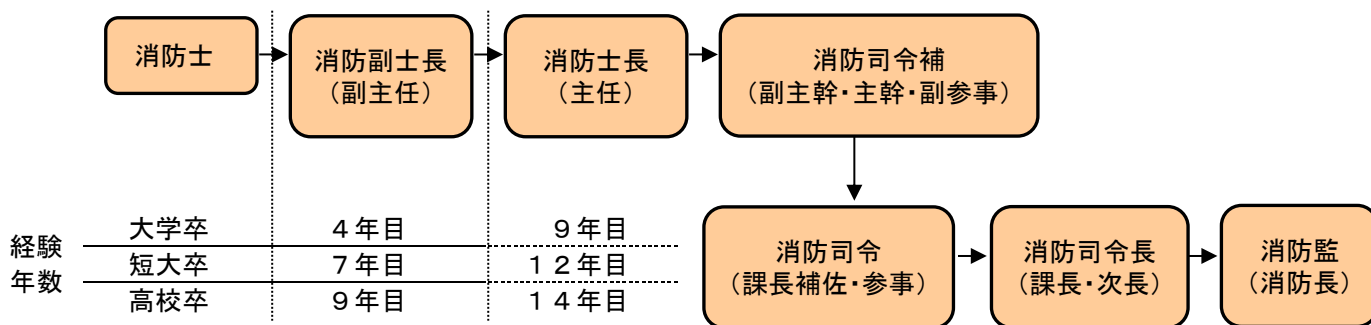 消防士
消防副士長
（副主任）
消防士長
（主任）
消防司令補
（副主幹・主幹・副参事）
経験
年数
大学卒 ４年目 ９年目
短大卒 ７年目 １２年目
高校卒 ９年目 １４年目
消防司令
（課長補佐・参事）
消防司令長
（課長・次長）
消防監
（消防長）